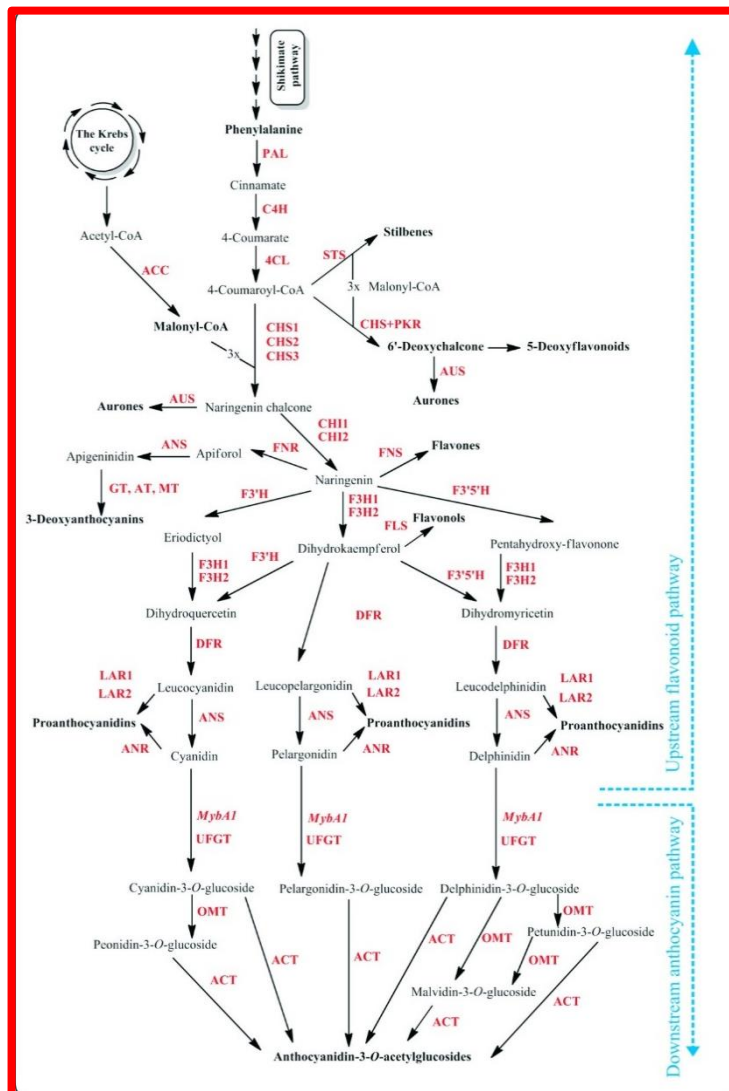 Shikimate
pathway
The Krebs
cycle
Phenylalanine
PAL
Cinnamate
C4H
Acetyl-CoA
4-Coumarate
Stilbenes
4CL
STS
ACC
4-Coumaroyl-CoA
3x Malonyl-CoA
Malonyl-CoA
CHS1
CHS2
CHS3
CHS+PKR
3x
6'-Deoxychalcone
5-Deoxyflavonoids
AUS
Aurones
AUS
Naringenin chalcone
Aurones
CHI1
CHI2
ANS
FNR
FNS
Flavones
Apigeninidin
Apiforol
Naringenin
GT, AT, MT
F3'H
F3H1
F3H2
F3'5'H
3-Deoxyanthocyanins
FLS
Flavonols
Eriodictyol
Dihydrokaempferol
Pentahydroxy-flavonone
F3H1
F3H2
F3'H
F3'5'H
F3H1
F3H2
Dihydroquercetin
Dihydromyricetin
DFR
DFR
DFR
LAR1
LAR2
Leucocyanidin
Leucopelargonidin
LAR1
LAR2
Leucodelphinidin
LAR1
LAR2
Proanthocyanidins
ANS
ANS
Proanthocyanidins
ANS
Proanthocyanidins
ANR
Cyanidin
Pelargonidin
ANR
Delphinidin
ANR
MybA1
UFGT
MybA1
UFGT
MybA1
UFGT
Cyanidin-3-O-glucoside
Pelargonidin-3-O-glucoside
Delphinidin-3-O-glucoside
OMT
OMT
Peonidin-3-O-glucoside
Petunidin-3-O-glucoside
ACT
ACT
ACT
ACT
OMT
OMT
Malvidin-3-O-glucoside
ACT
ACT
Anthocyanidin-3-O-acetylglucosides
Upstream flavonoid pathway
Downstream anthocyanin pathway